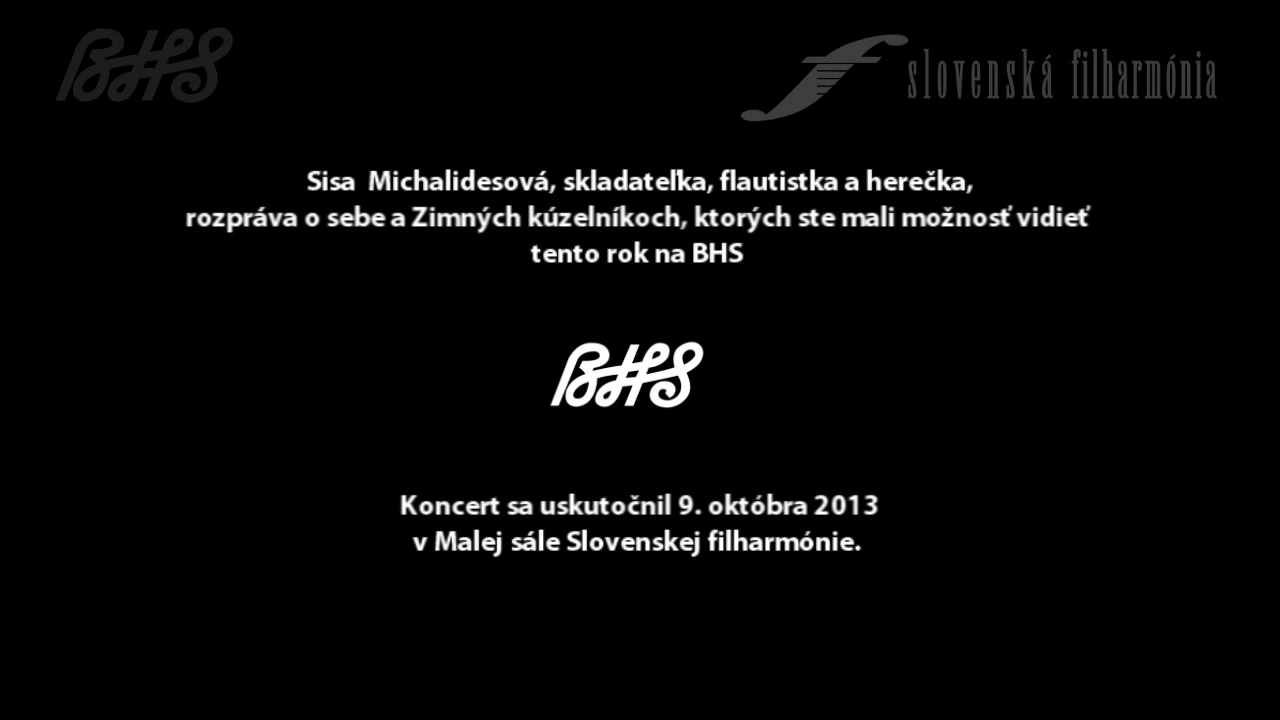 BHS
slovenská filharmónia
Sisa Michalidesová, skladateľka, flautistka a herečka,
rozpráva o sebe a Zimných kúzelníkoch, ktorých ste mali možnosť vidieť
tento rok na BHS
BHS
Koncert sa uskutočnil 9. októbra 2013
v Malej sále Slovenskej filharmónie.